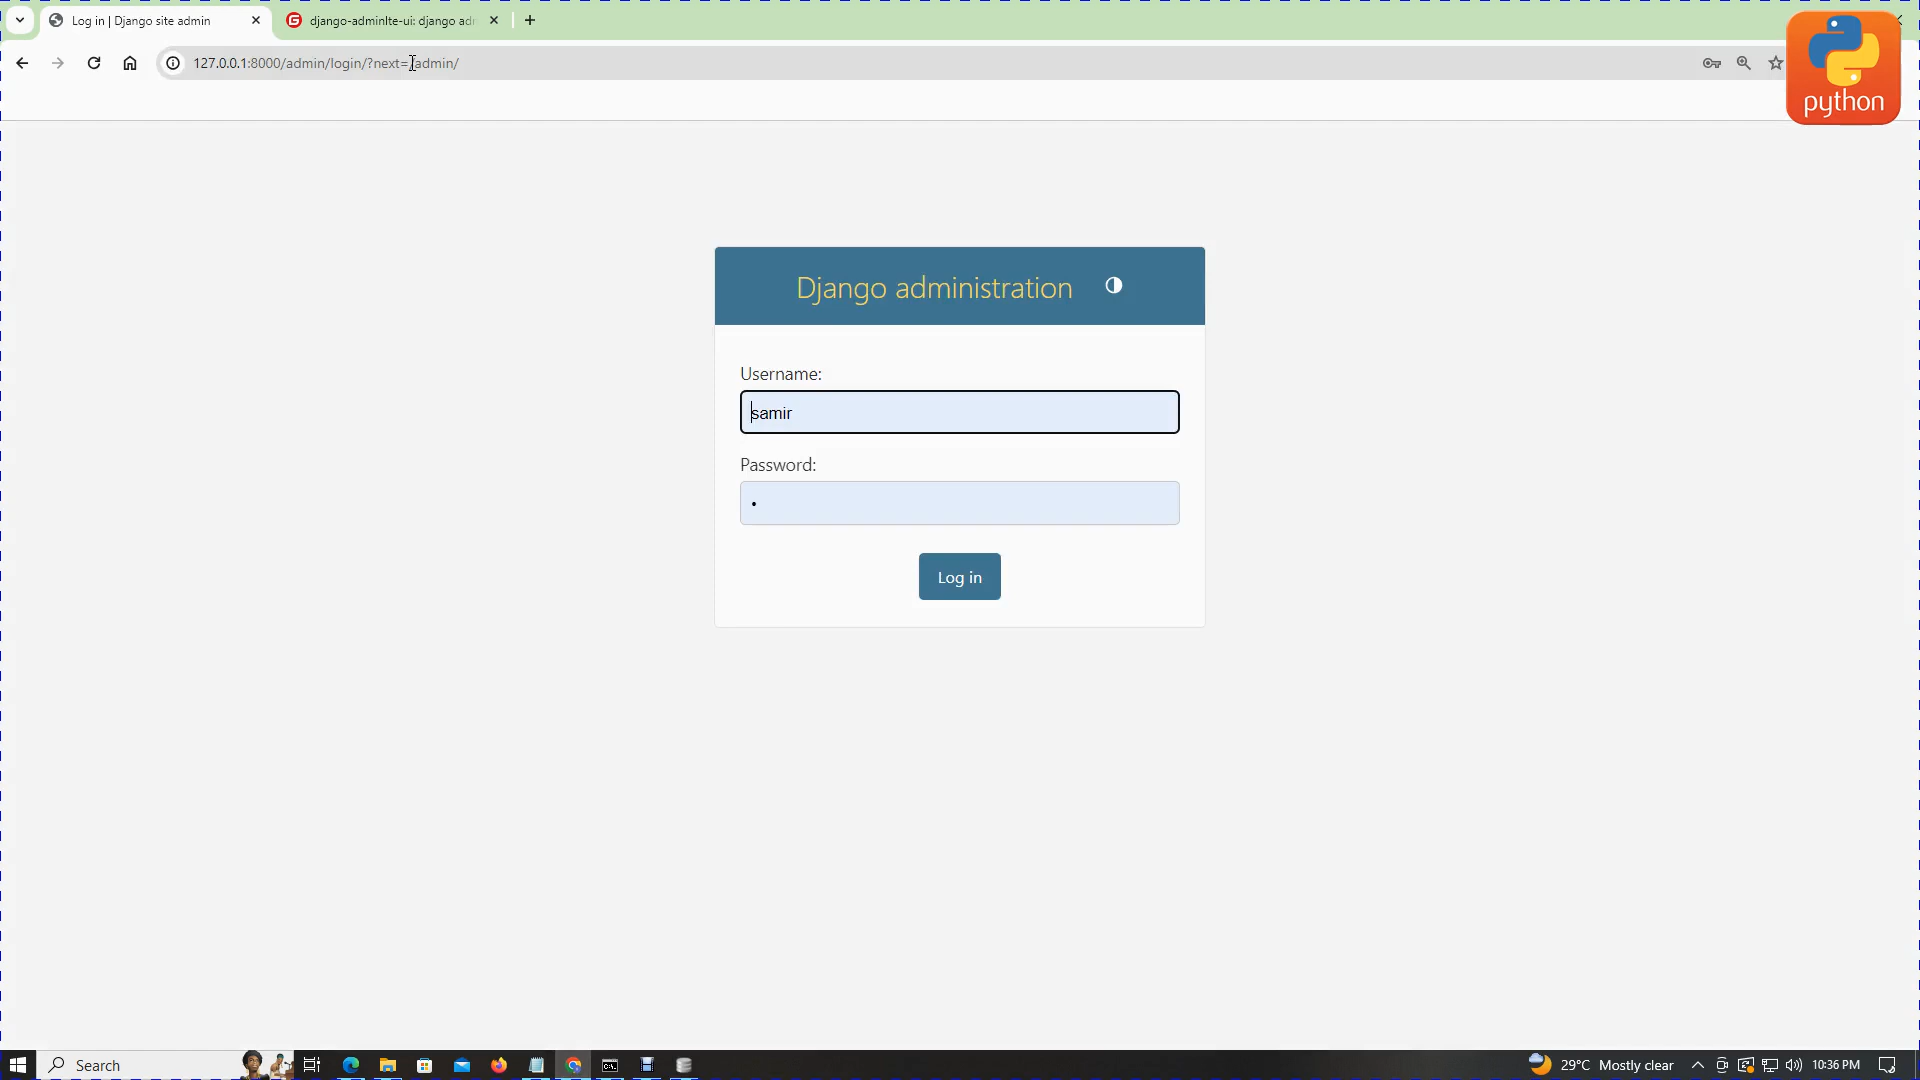 Log in | Django site admin
django-adminlte-ui: django adm
127.0.0.1:8000/admin/login/?next=/admin/
python
Django administration
Username:
samir
Password:
•
Log in
Search
29°C Mostly clear
10:36 PM